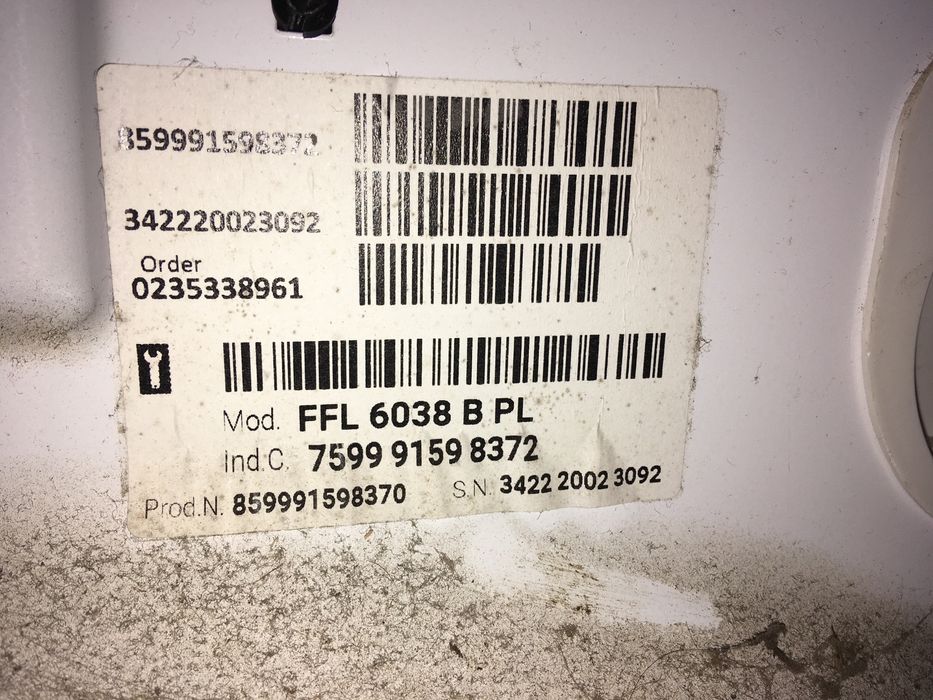 859991598372
342220023092
Order
0235338961
Mod. FFL 6038 B PL
Ind.C. 7599 9159 8372
Prod.N. 859991598370 S.N. 3422 2002 3092